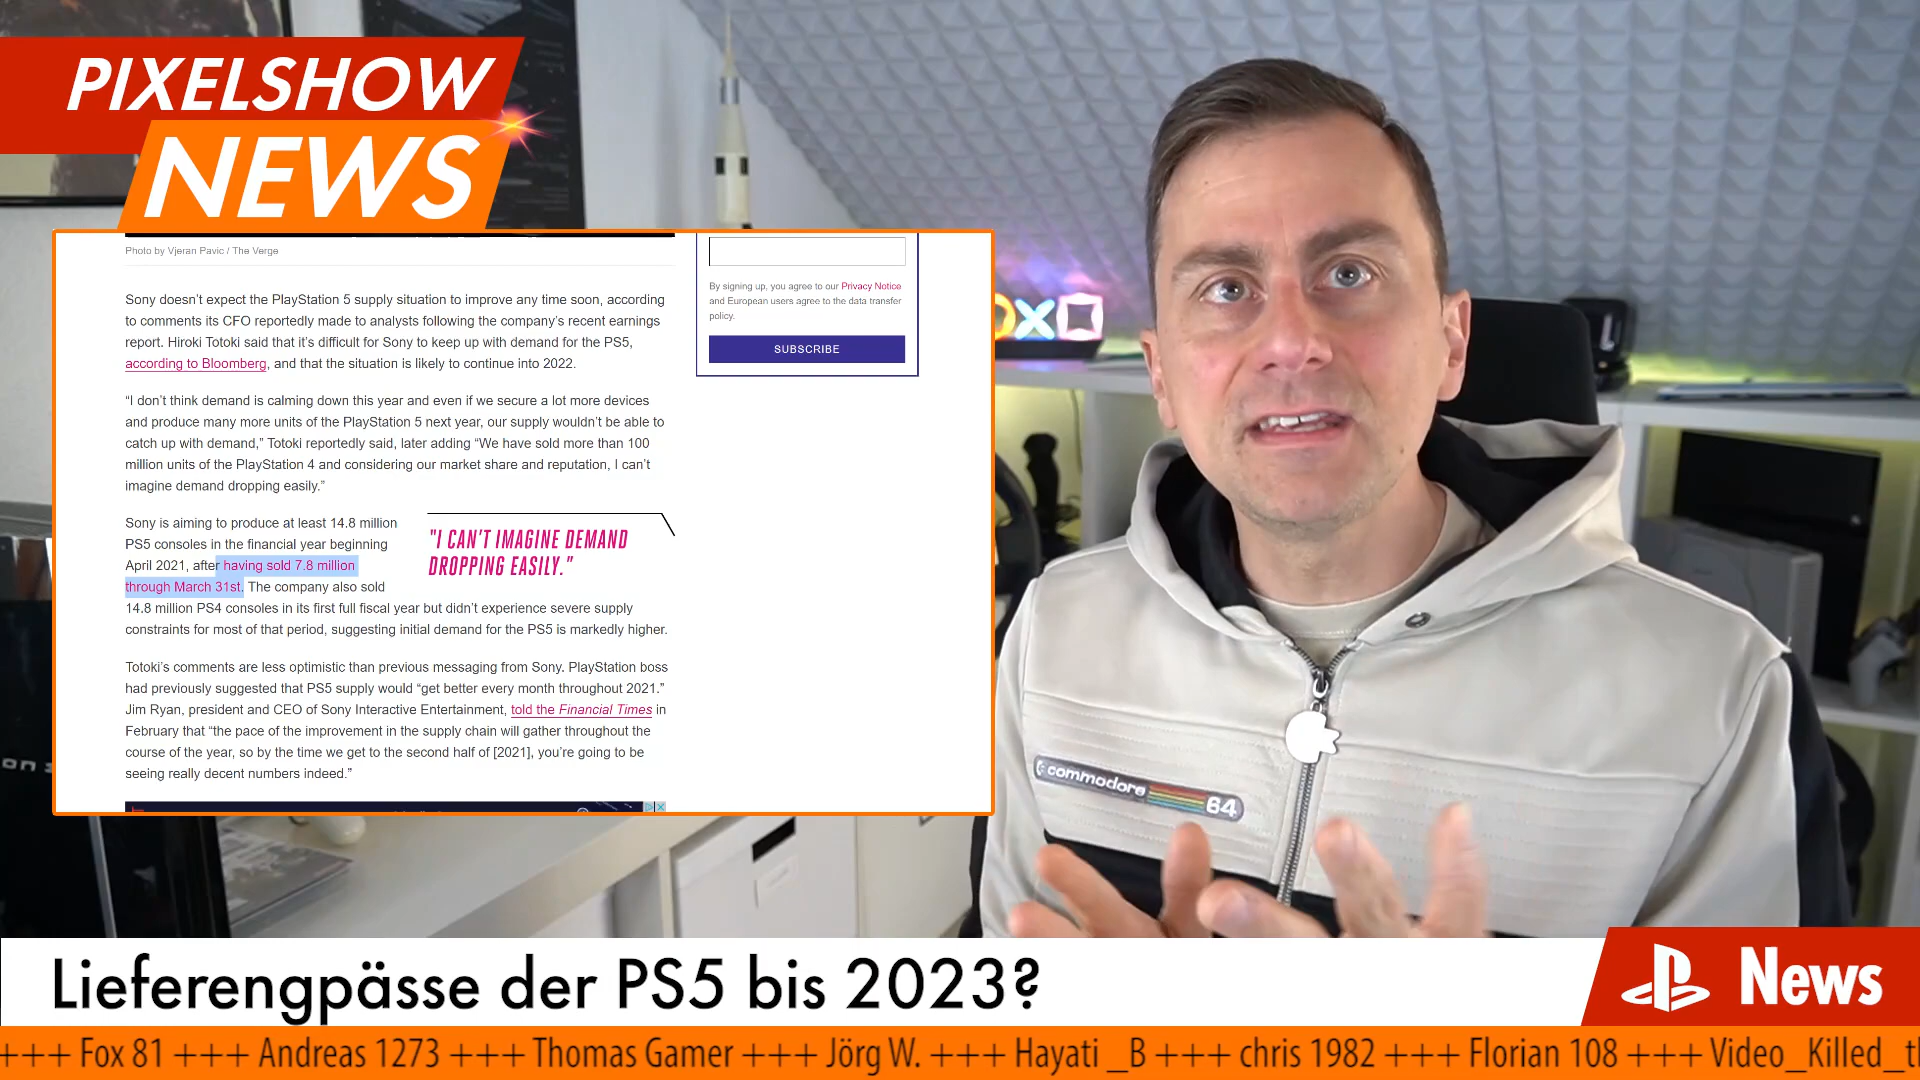 PIXELSHOW
NEWS
Photo by Vjeran Pavic / The Verge
Sony doesn't expect the PlayStation 5 supply situation to improve any time soon, according
to comments its CFO reportedly made to analysts following the company's recent earnings
report. Hiroki Totoki said that it's difficult for Sony to keep up with demand for the PS5,
according to Bloomberg, and that the situation is likely to continue into 2022.
“I don't think demand is calming down this year and even if we secure a lot more devices
and produce many more units of the PlayStation 5 next year, our supply wouldn't be able to
catch up with demand,” Totoki reportedly said, later adding “We have sold more than 100
million units of the PlayStation 4 and considering our market share and reputation, I can't
imagine demand dropping easily.”
Sony is aiming to produce at least 14.8 million
PS5 consoles in the financial year beginning
April 2021, after having sold 7.8 million
through March 31st. The company also sold
14.8 million PS4 consoles in its first full fiscal year but didn't experience severe supply
constraints for most of that period, suggesting initial demand for the PS5 is markedly higher.
"I CAN'T IMAGINE DEMAND
DROPPING EASILY."
Totoki's comments are less optimistic than previous messaging from Sony. PlayStation boss
had previously suggested that PS5 supply would “get better every month throughout 2021.”
Jim Ryan, president and CEO of Sony Interactive Entertainment, told the Financial Times in
February that “the pace of the improvement in the supply chain will gather throughout the
course of the year, so by the time we get to the second half of [2021], you're going to be
seeing really decent numbers indeed.”
By signing up, you agree to our Privacy Notice
and European users agree to the data transfer
policy.
SUBSCRIBE
commodore 64
Lieferengpässe der PS5 bis 2023?
News
+++ Fox 81 +++ Andreas 1273 +++ Thomas Gamer +++ Jörg W. +++ Hayati _B +++ chris 1982 +++ Florian 108 +++ Video_Killed_